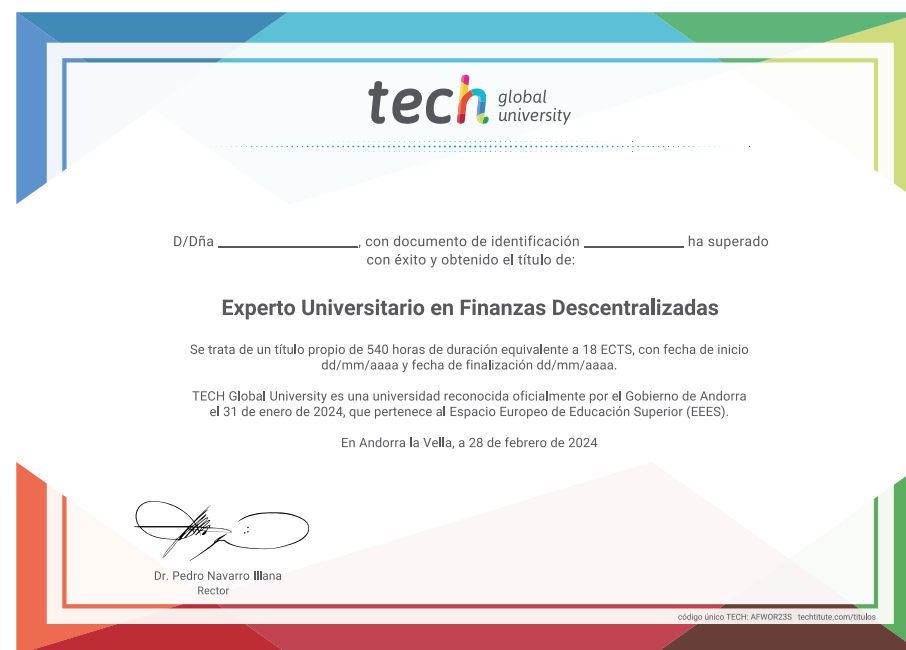 tech global university
D/Dña ____________________, con documento de identificación ______________ ha superado
con éxito y obtenido el título de:
Experto Universitario en Finanzas Descentralizadas
Se trata de un título propio de 540 horas de duración equivalente a 18 ECTS, con fecha de inicio
dd/mm/aaaa y fecha de finalización dd/mm/aaaa.
TECH Global University es una universidad reconocida oficialmente por el Gobierno de Andorra
el 31 de enero de 2024, que pertenece al Espacio Europeo de Educación Superior (EEES).
En Andorra la Vella, a 28 de febrero de 2024
Dr. Pedro Navarro Illana
Rector
código único TECH: AFWOR23S techtitute.com/titulos